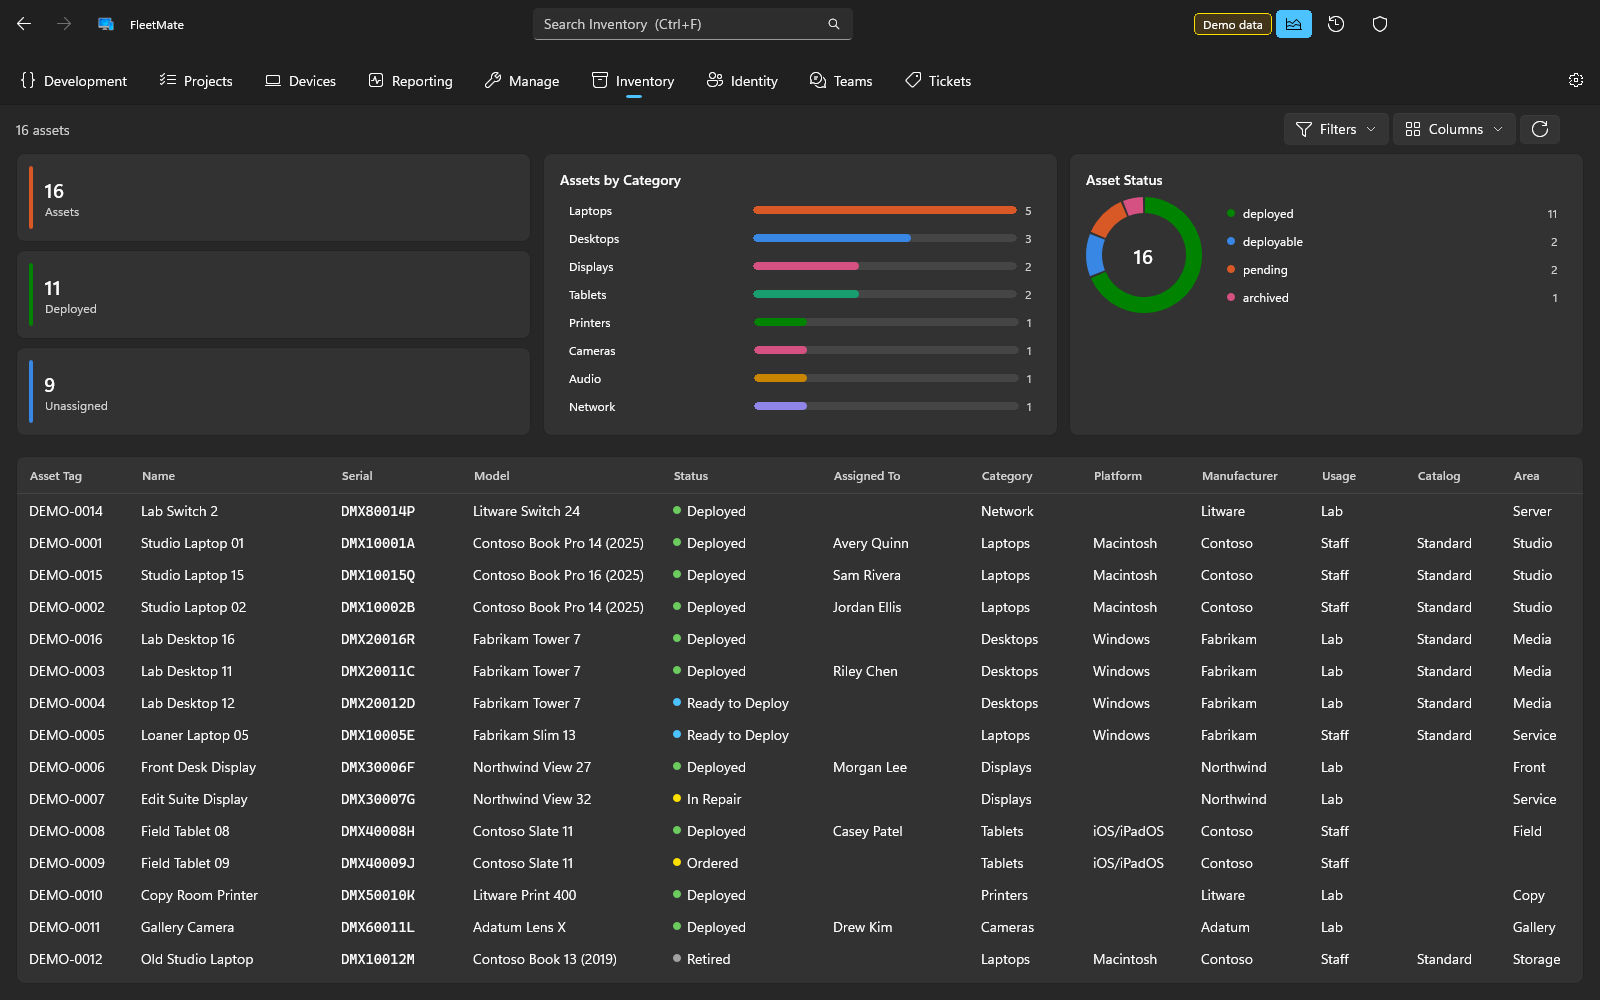 FleetMate
Search Inventory (Ctrl+F)
Demo data
Development Projects Devices Reporting Manage Inventory Identity Teams Tickets
16 assets
Filters Columns
16
Assets
11
Deployed
9
Unassigned
Assets by Category
Laptops 5
Desktops 3
Displays 2
Tablets 2
Printers 1
Cameras 1
Audio 1
Network 1
Asset Status
16
deployed 11
deployable 2
pending 2
archived 1
Asset Tag Name Serial Model Status Assigned To Category Platform Manufacturer Usage Catalog Area
DEMO-0014 Lab Switch 2 DMX80014P Litware Switch 24 Deployed Network Litware Lab Server
DEMO-0001 Studio Laptop 01 DMX10001A Contoso Book Pro 14 (2025) Deployed Avery Quinn Laptops Macintosh Contoso Staff Standard Studio
DEMO-0015 Studio Laptop 15 DMX10015Q Contoso Book Pro 16 (2025) Deployed Sam Rivera Laptops Macintosh Contoso Staff Standard Studio
DEMO-0002 Studio Laptop 02 DMX10002B Contoso Book Pro 14 (2025) Deployed Jordan Ellis Laptops Macintosh Contoso Staff Standard Studio
DEMO-0016 Lab Desktop 16 DMX20016R Fabrikam Tower 7 Deployed Desktops Windows Fabrikam Lab Standard Media
DEMO-0003 Lab Desktop 11 DMX20011C Fabrikam Tower 7 Deployed Riley Chen Desktops Windows Fabrikam Lab Standard Media
DEMO-0004 Lab Desktop 12 DMX20012D Fabrikam Tower 7 Ready to Deploy Desktops Windows Fabrikam Lab Standard Media
DEMO-0005 Loaner Laptop 05 DMX10005E Fabrikam Slim 13 Ready to Deploy Laptops Windows Fabrikam Staff Standard Service
DEMO-0006 Front Desk Display DMX30006F Northwind View 27 Deployed Morgan Lee Displays Northwind Lab Front
DEMO-0007 Edit Suite Display DMX30007G Northwind View 32 In Repair Displays Northwind Lab Service
DEMO-0008 Field Tablet 08 DMX40008H Contoso Slate 11 Deployed Casey Patel Tablets iOS/iPadOS Contoso Staff Field
DEMO-0009 Field Tablet 09 DMX40009J Contoso Slate 11 Ordered Tablets iOS/iPadOS Contoso Staff
DEMO-0010 Copy Room Printer DMX50010K Litware Print 400 Deployed Printers Litware Lab Copy
DEMO-0011 Gallery Camera DMX60011L Adatum Lens X Deployed Drew Kim Cameras Adatum Lab Gallery
DEMO-0012 Old Studio Laptop DMX10012M Contoso Book 13 (2019) Retired Laptops Macintosh Contoso Staff Standard Storage